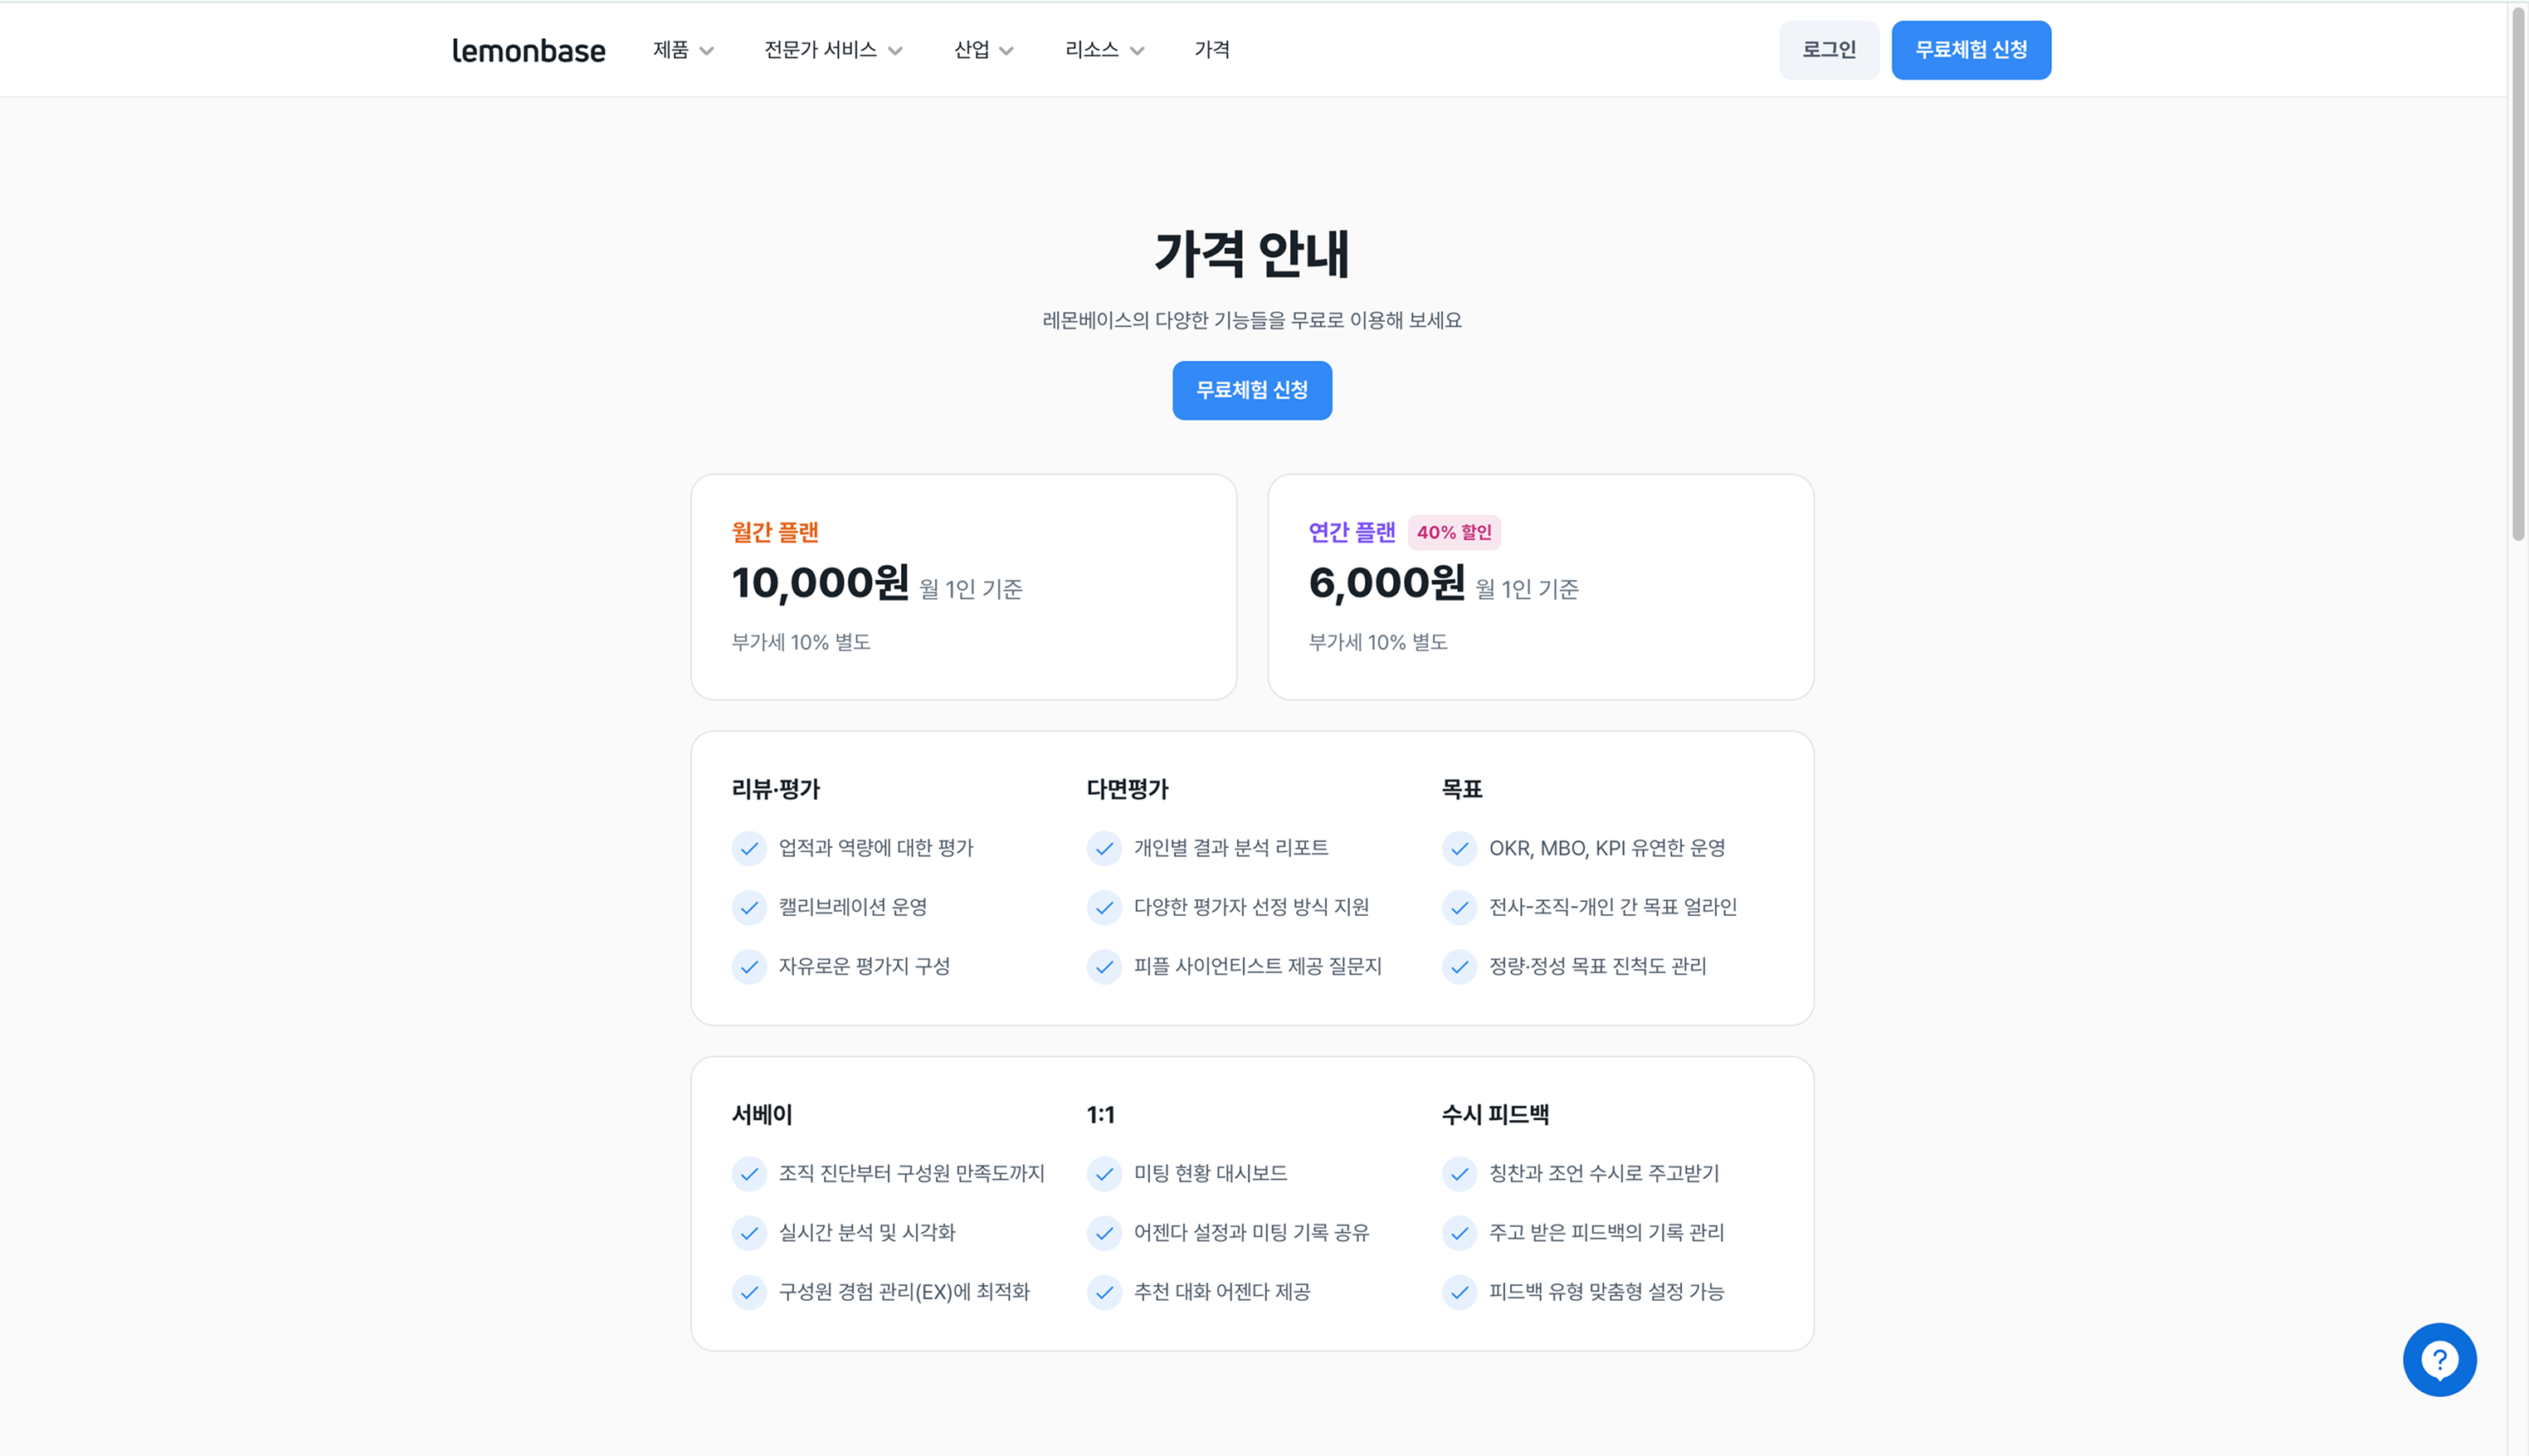 lemonbase 제품 전문가 서비스 산업 리소스 가격 로그인 무료체험 신청
가격 안내
레몬베이스의 다양한 기능들을 무료로 이용해 보세요
무료체험 신청
월간 플랜
10,000원 월 1인 기준
부가세 10% 별도
연간 플랜 40% 할인
6,000원 월 1인 기준
부가세 10% 별도
리뷰·평가
업적과 역량에 대한 평가
캘리브레이션 운영
자유로운 평가지 구성
다면평가
개인별 결과 분석 리포트
다양한 평가자 선정 방식 지원
피플 사이언티스트 제공 질문지
목표
OKR, MBO, KPI 유연한 운영
전사-조직-개인 간 목표 얼라인
정량·정성 목표 진척도 관리
서베이
조직 진단부터 구성원 만족도까지
실시간 분석 및 시각화
구성원 경험 관리(EX)에 최적화
1:1
미팅 현황 대시보드
어젠다 설정과 미팅 기록 공유
추천 대화 어젠다 제공
수시 피드백
칭찬과 조언 수시로 주고받기
주고 받은 피드백의 기록 관리
피드백 유형 맞춤형 설정 가능
?